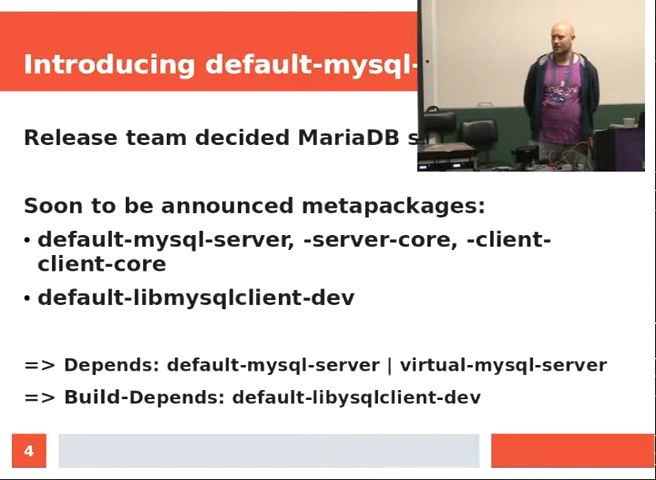 Introducing default-mysql-
Release team decided MariaDB
Soon to be announced metapackages:
• default-mysql-server, -server-core, -client-
client-core
• default-libmysqlclient-dev
=> Depends: default-mysql-server | virtual-mysql-server
=> Build-Depends: default-libysqlclient-dev
4